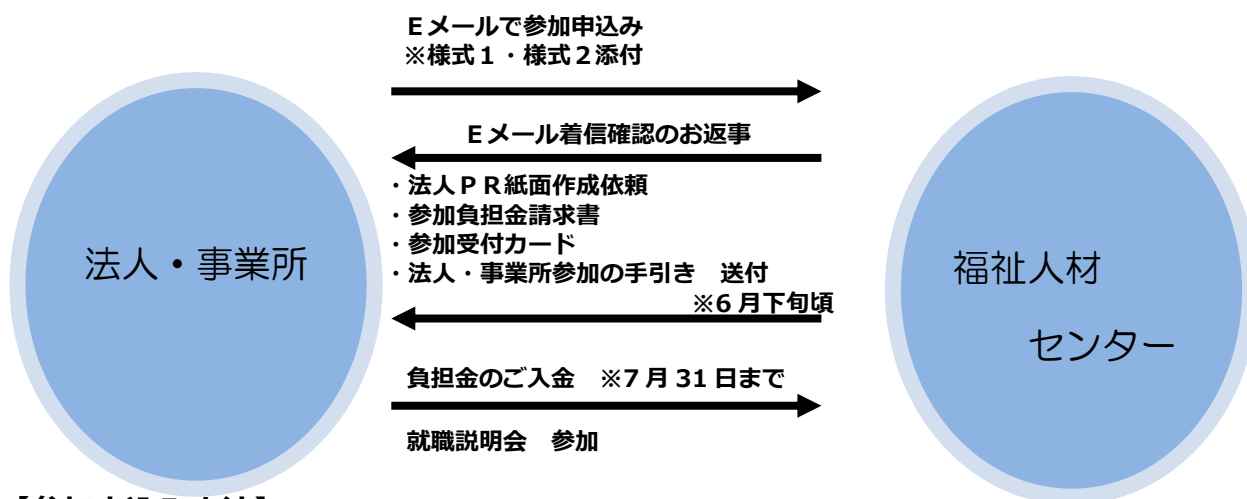 Eメールで参加申込み
※様式1・様式2添付
Eメール着信確認のお返事
・法人PR紙面作成依頼
・参加負担金請求書
・参加受付カード
・法人・事業所参加の手引き　送付
※6月下旬頃
負担金のご入金　※7月31日まで
就職説明会　参加
法人・事業所
福祉人材
センター